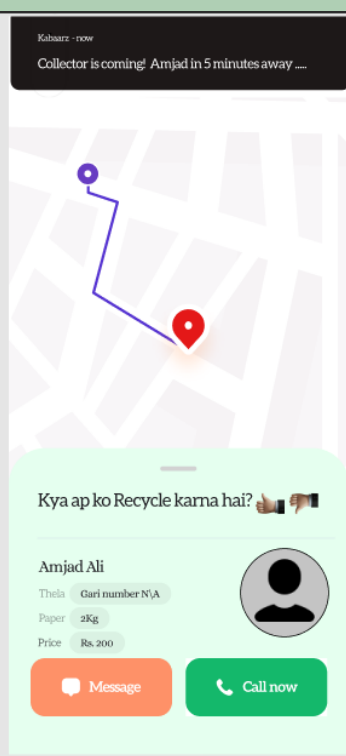 Kabaarz - now
Collector is coming! Amjad in 5 minutes away .....
Kya ap ko Recycle karna hai?
Amjad Ali
Thela Gari number N\A
Paper 2Kg
Price Rs. 200
Message Call now